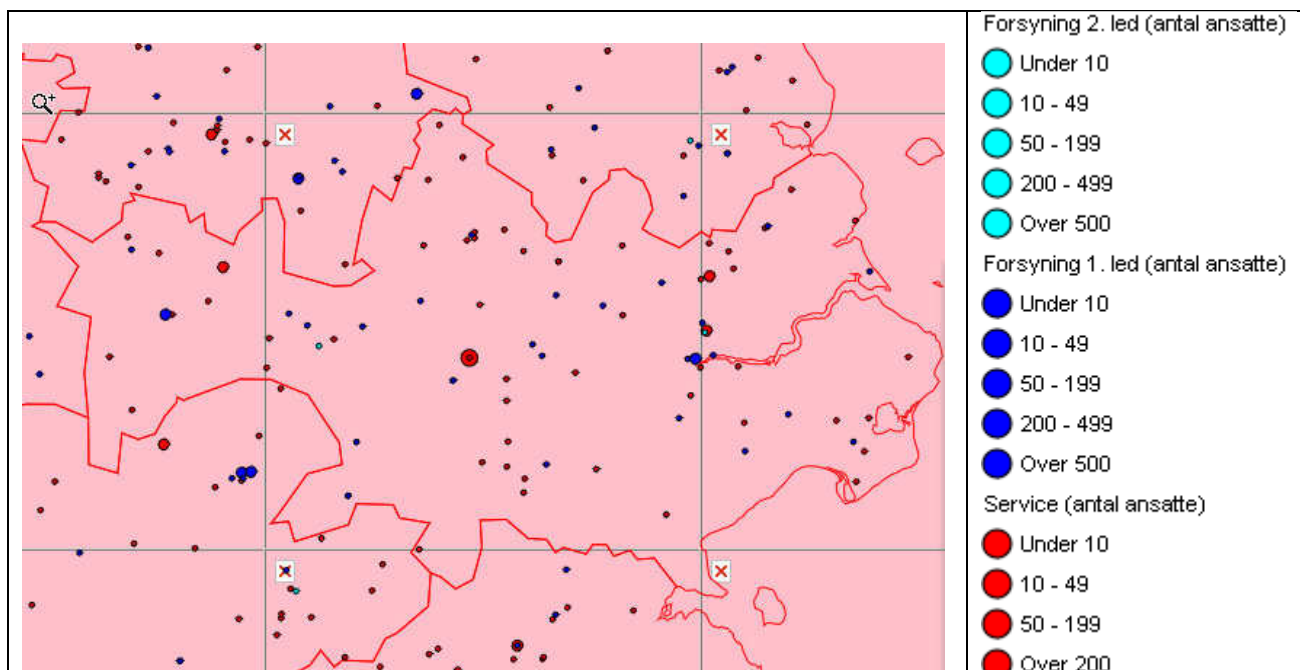 Forsyning 2. led (antal ansatte)
Under 10
10 - 49
50 - 199
200 - 499
Over 500
Forsyning 1. led (antal ansatte)
Under 10
10 - 49
50 - 199
200 - 499
Over 500
Service (antal ansatte)
Under 10
10 - 49
50 - 199
Over 200